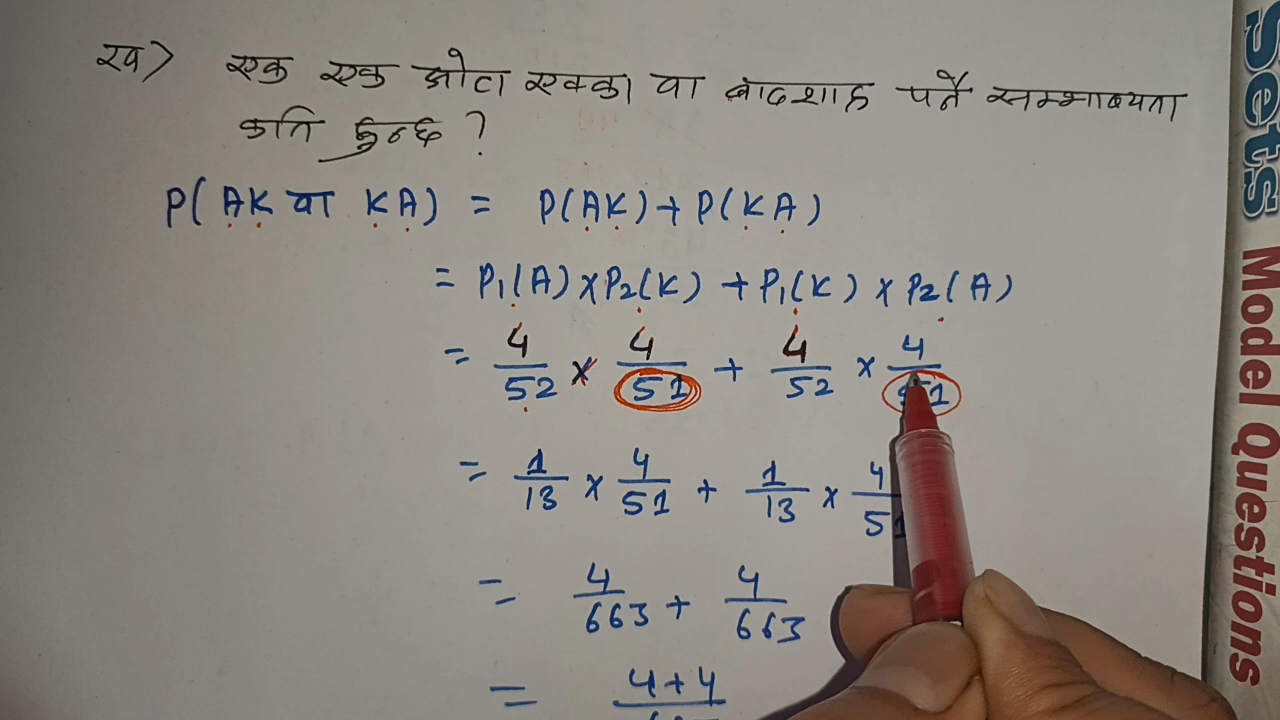 ख> एक एक ओटा एक्का वा बादशाह पर्ने सम्भाब्यता
कति हुन्छ ?
P( AK वा KA) = P(AK)+ P(KA)
= P₁(A) x P₂(K) + P₁(K) x P₂(A)
= 4/52 x 4/51 + 4/52 x 4/51
= 1/13 x 4/51 + 1/13 x 4/51
= 4/663 + 4/663
= 4+4
Sets Model Questions